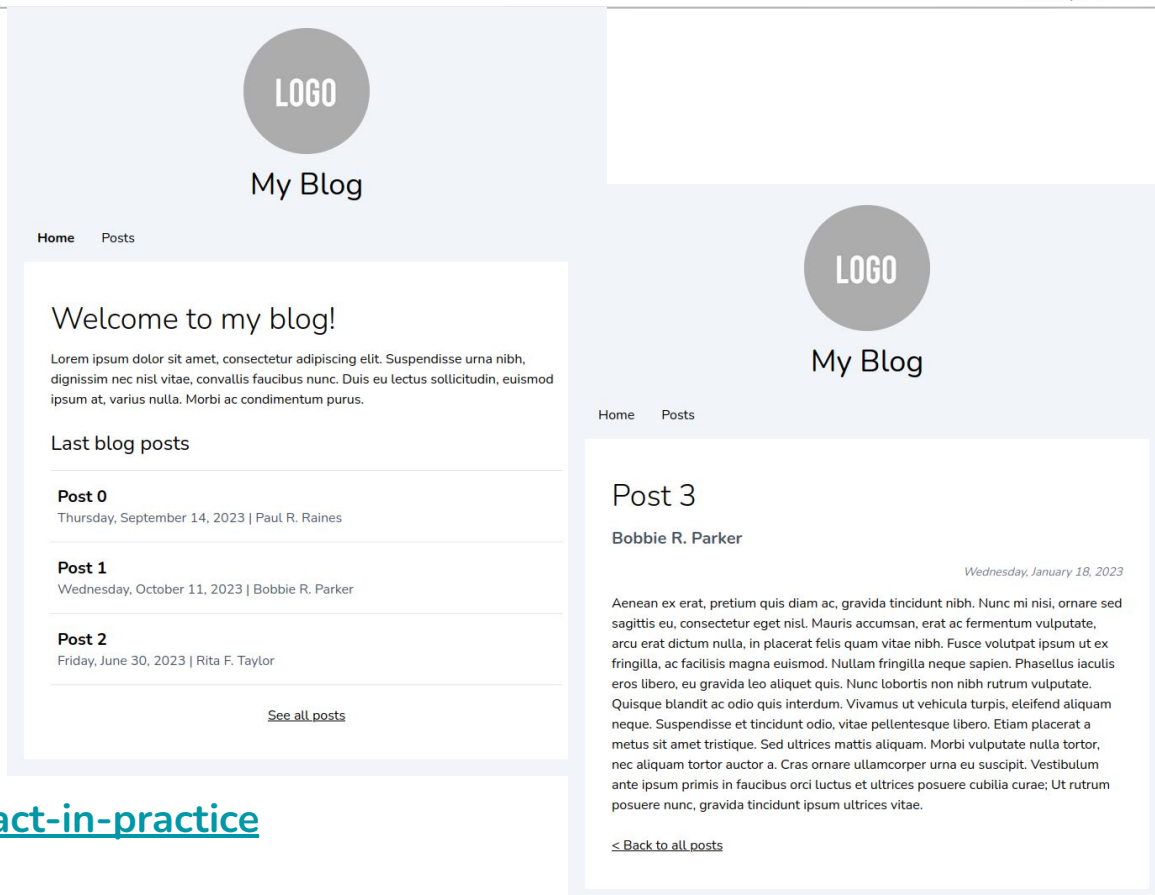 LOGO
My Blog
Home Posts
Welcome to my blog!
Lorem ipsum dolor sit amet, consectetur adipiscing elit. Suspendisse urna nibh,
dignissim nec nisl vitae, convallis faucibus nunc. Duis eu lectus sollicitudin, euismod
ipsum at, varius nulla. Morbi ac condimentum purus.
Last blog posts
Post 0
Thursday, September 14, 2023 | Paul R. Raines
Post 1
Wednesday, October 11, 2023 | Bobbie R. Parker
Post 2
Friday, June 30, 2023 | Rita F. Taylor
See all posts
act-in-practice
LOGO
My Blog
Home Posts
Post 3
Bobbie R. Parker
Wednesday, January 18, 2023
Aenean ex erat, pretium quis diam ac, gravida tincidunt nibh. Nunc mi nisi, ornare sed
sagittis eu, consectetur eget nisl. Mauris accumsan, erat ac fermentum vulputate,
arcu erat dictum nulla, in placerat felis quam vitae nibh. Fusce volutpat ipsum ut ex
fringilla, ac facilisis magna euismod. Nullam fringilla neque sapien. Phasellus iaculis
eros libero, eu gravida leo aliquet quis. Nunc lobortis non nibh rutrum vulputate.
Quisque blandit ac odio quis interdum. Vivamus ut vehicula turpis, eleifend aliquam
neque. Suspendisse et tincidunt odio, vitae pellentesque libero. Etiam placerat a
metus sit amet tristique. Sed ultrices mattis aliquam. Morbi vulputate nulla tortor,
nec aliquam tortor auctor a. Cras ornare ullamcorper urna eu suscipit. Vestibulum
ante ipsum primis in faucibus orci luctus et ultrices posuere cubilia curae; Ut rutrum
posuere nunc, gravida tincidunt ipsum ultrices vitae.
< Back to all posts